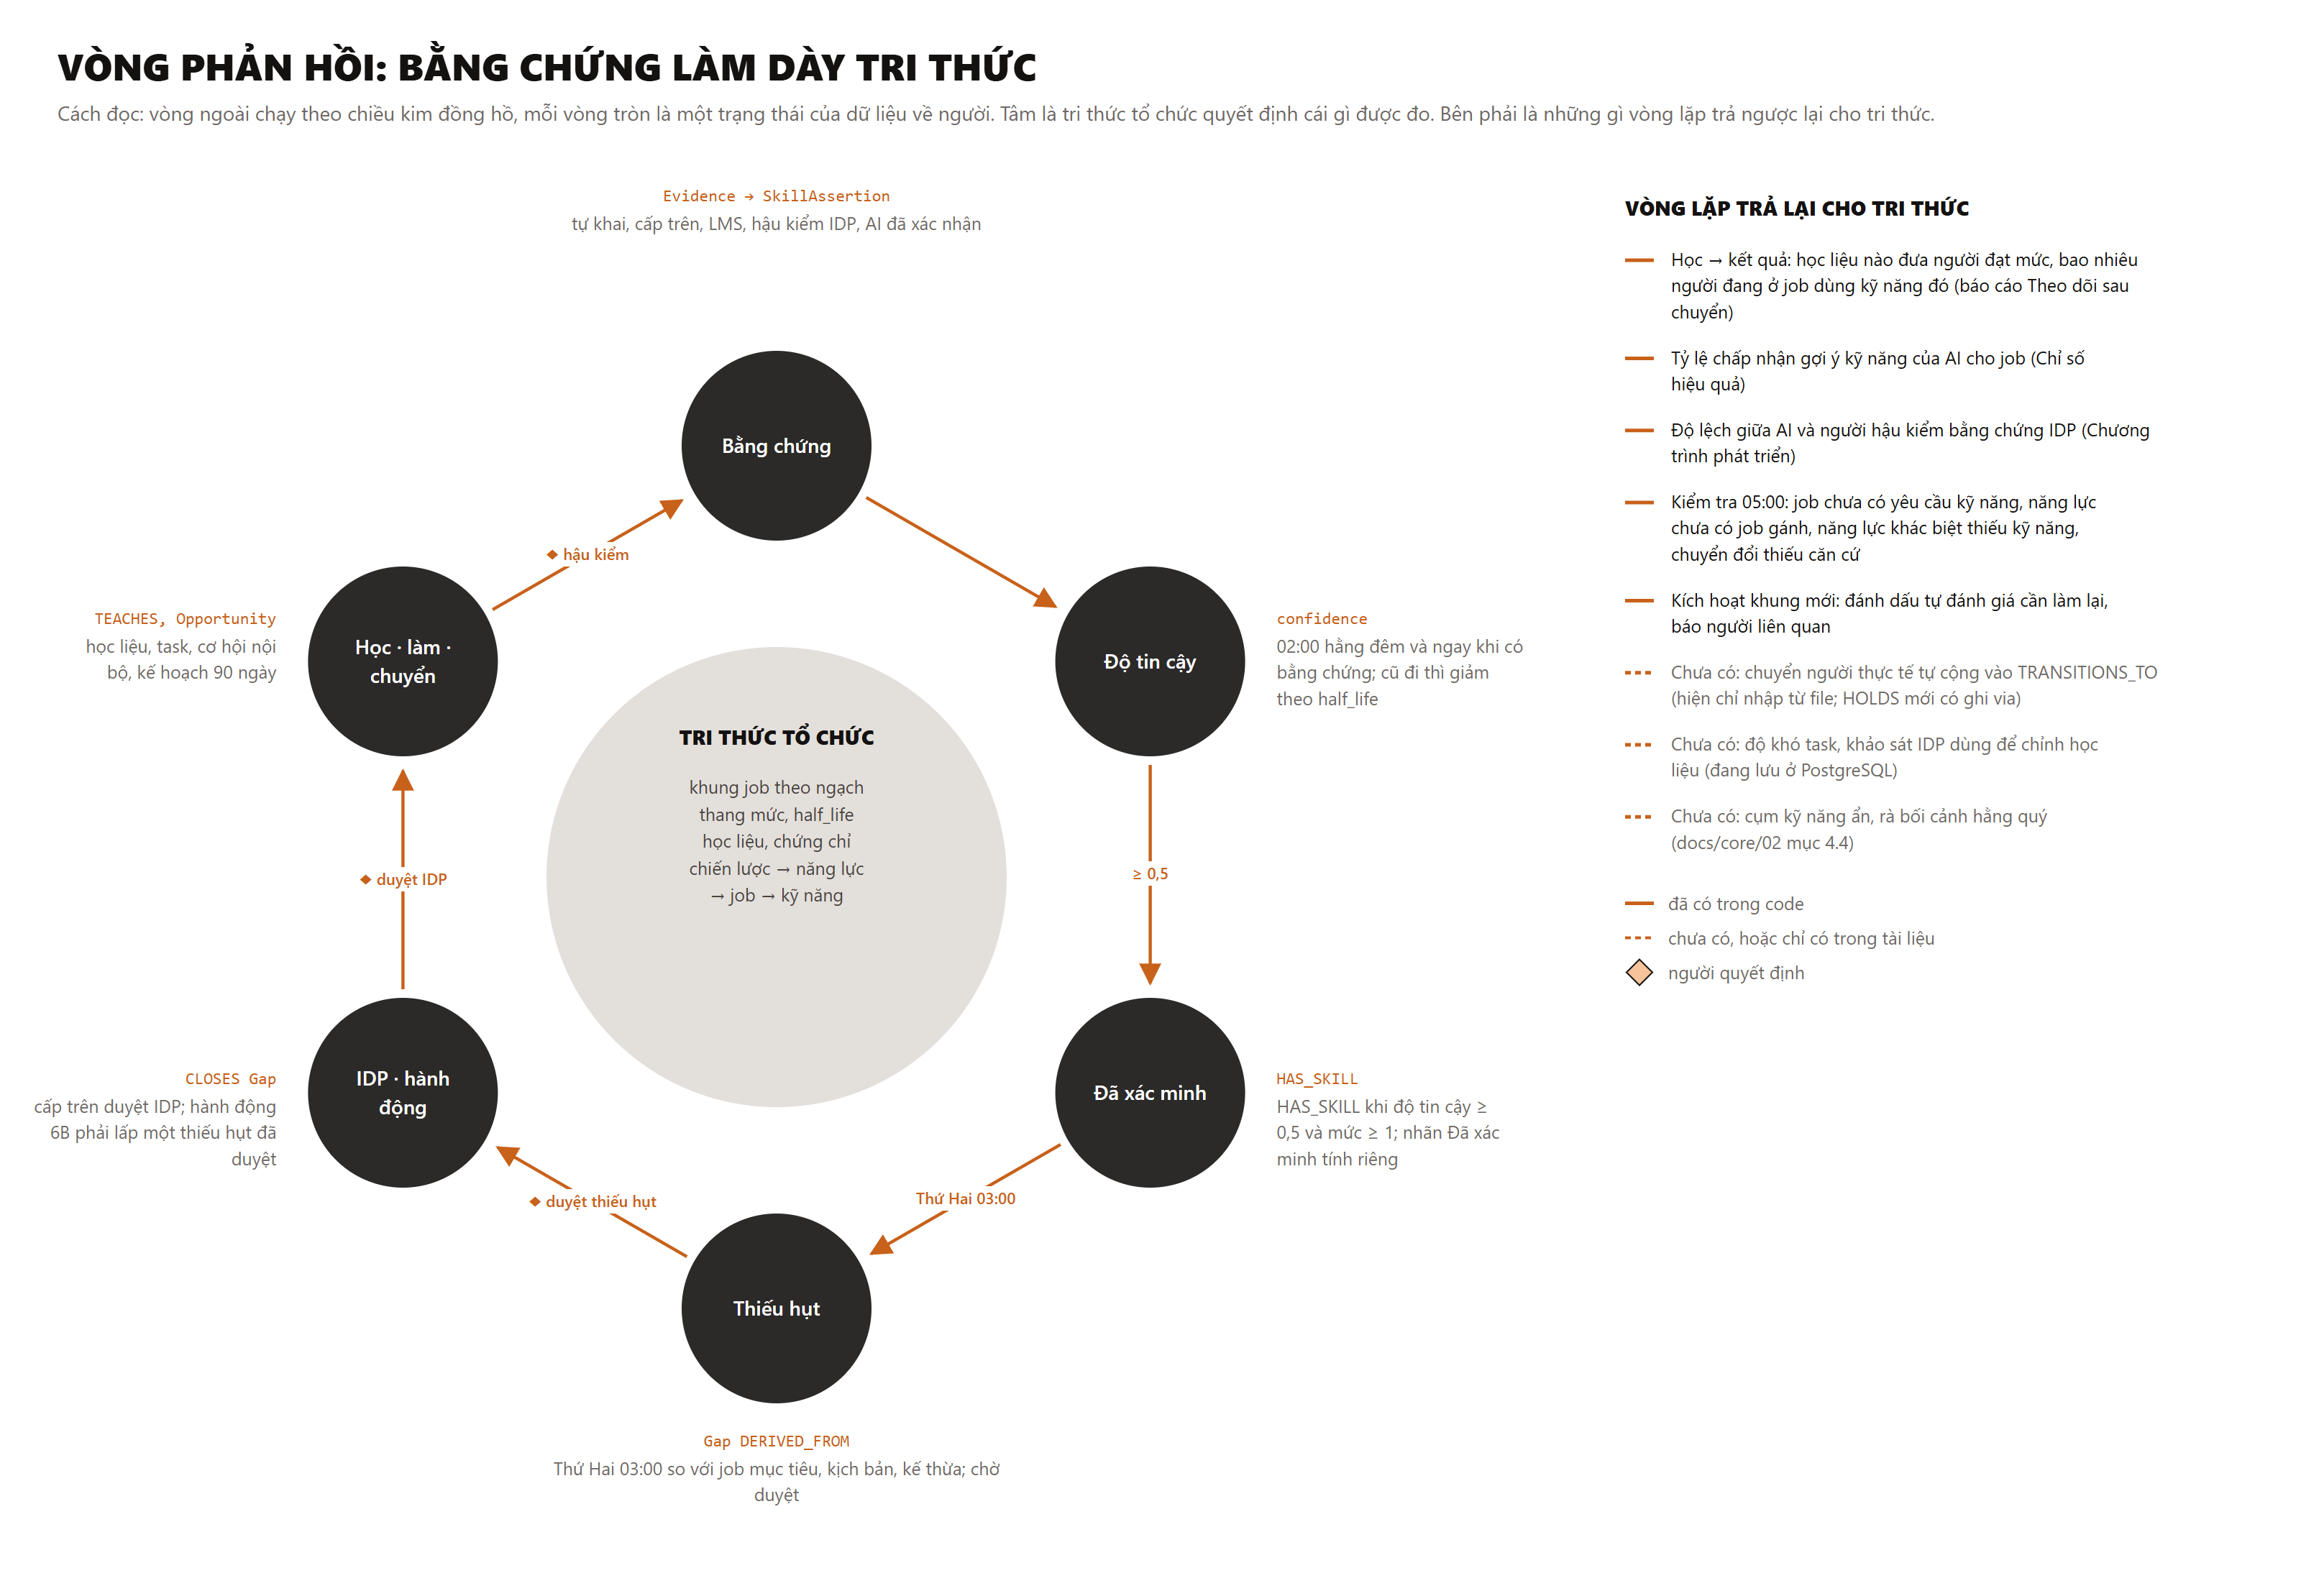 VÒNG PHẢN HỒI: BẰNG CHỨNG LÀM DÀY TRI THỨC
Cách đọc: vòng ngoài chạy theo chiều kim đồng hồ, mỗi vòng tròn là một trạng thái của dữ liệu về người. Tâm là tri thức tổ chức quyết định cái gì được đo. Bên phải là những gì vòng lặp trả ngược lại cho tri thức.
Evidence → SkillAssertion
tự khai, cấp trên, LMS, hậu kiểm IDP, AI đã xác nhận
Bằng chứng
◆ hậu kiểm
TEACHES, Opportunity
học liệu, task, cơ hội nội
bộ, kế hoạch 90 ngày
Học · làm ·
chuyển
Độ tin cậy
confidence
02:00 hằng đêm và ngay khi có
bằng chứng; cũ đi thì giảm
theo half_life
TRI THỨC TỔ CHỨC
khung job theo ngạch
thang mức, half_life
học liệu, chứng chỉ
chiến lược → năng lực
→ job → kỹ năng
◆ duyệt IDP
≥ 0,5
CLOSES Gap
cấp trên duyệt IDP; hành động
6B phải lấp một thiếu hụt đã
duyệt
IDP · hành
động
Đã xác minh
HAS_SKILL
HAS_SKILL khi độ tin cậy ≥
0,5 và mức ≥ 1; nhãn Đã xác
minh tính riêng
◆ duyệt thiếu hụt
Thứ Hai 03:00
Thiếu hụt
Gap DERIVED_FROM
Thứ Hai 03:00 so với job mục tiêu, kịch bản, kế thừa; chờ
duyệt
VÒNG LẶP TRẢ LẠI CHO TRI THỨC
Học → kết quả: học liệu nào đưa người đạt mức, bao nhiêu
người đang ở job dùng kỹ năng đó (báo cáo Theo dõi sau
chuyển)
Tỷ lệ chấp nhận gợi ý kỹ năng của AI cho job (Chỉ số
hiệu quả)
Độ lệch giữa AI và người hậu kiểm bằng chứng IDP (Chương
trình phát triển)
Kiểm tra 05:00: job chưa có yêu cầu kỹ năng, năng lực
chưa có job gánh, năng lực khác biệt thiếu kỹ năng,
chuyển đổi thiếu căn cứ
Kích hoạt khung mới: đánh dấu tự đánh giá cần làm lại,
báo người liên quan
Chưa có: chuyển người thực tế tự cộng vào TRANSITIONS_TO
(hiện chỉ nhập từ file; HOLDS mới có ghi via)
Chưa có: độ khó task, khảo sát IDP dùng để chỉnh học
liệu (đang lưu ở PostgreSQL)
Chưa có: cụm kỹ năng ẩn, rà bối cảnh hằng quý
(docs/core/02 mục 4.4)
đã có trong code
chưa có, hoặc chỉ có trong tài liệu
người quyết định